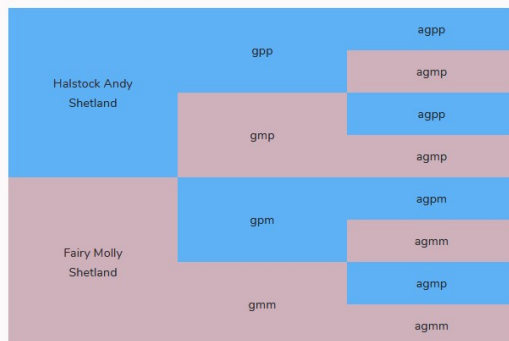 Halstock Andy
Shetland
gpp
agpp
agmp
gmp
agpp
agmp
Fairy Molly
Shetland
gpm
agpm
agmm
gmm
agmp
agmm